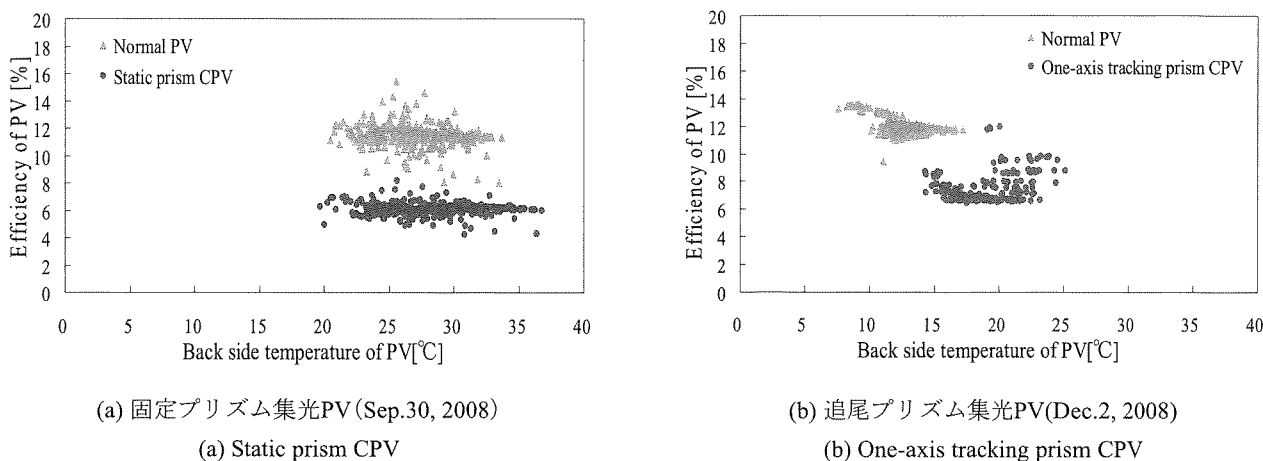 20
18
16
14
12
10
8
6
4
2
0
Efficiency of PV [%]
Normal PV
Static prism CPV
0 5 10 15 20 25 30 35 40
Back side temperature of PV[℃]
(a) 固定プリズム集光PV(Sep.30, 2008)
(a) Static prism CPV
20
18
16
14
12
10
8
6
4
2
0
Efficiency of PV [%]
Normal PV
One-axis tracking prism CPV
0 5 10 15 20 25 30 35 40
Back side temperature of PV[℃]
(b) 追尾プリズム集光PV(Dec.2, 2008)
(b) One-axis tracking prism CPV